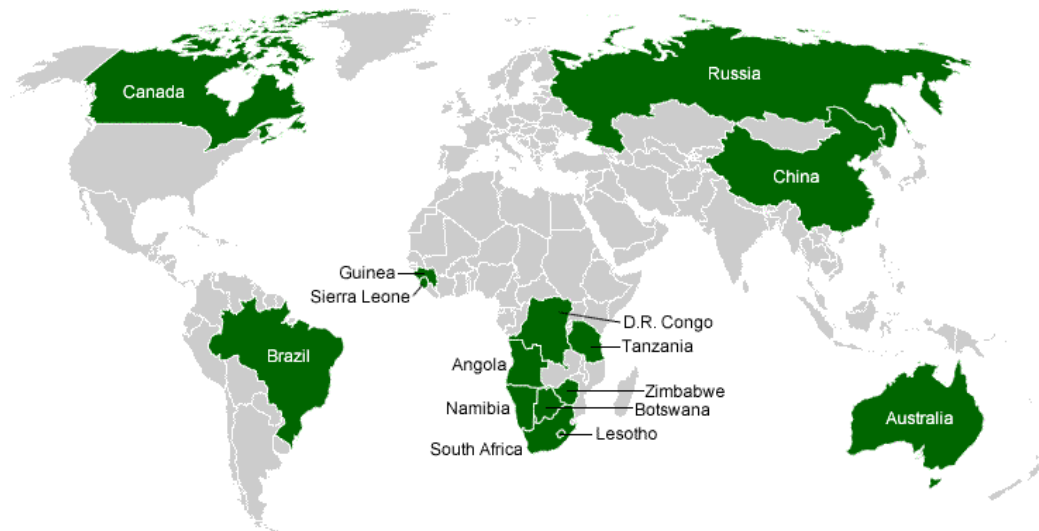 Canada
Russia
China
Guinea
Sierra Leone
D.R. Congo
Tanzania
Brazil
Angola
Zimbabwe
Namibia
Botswana
Australia
Lesotho
South Africa